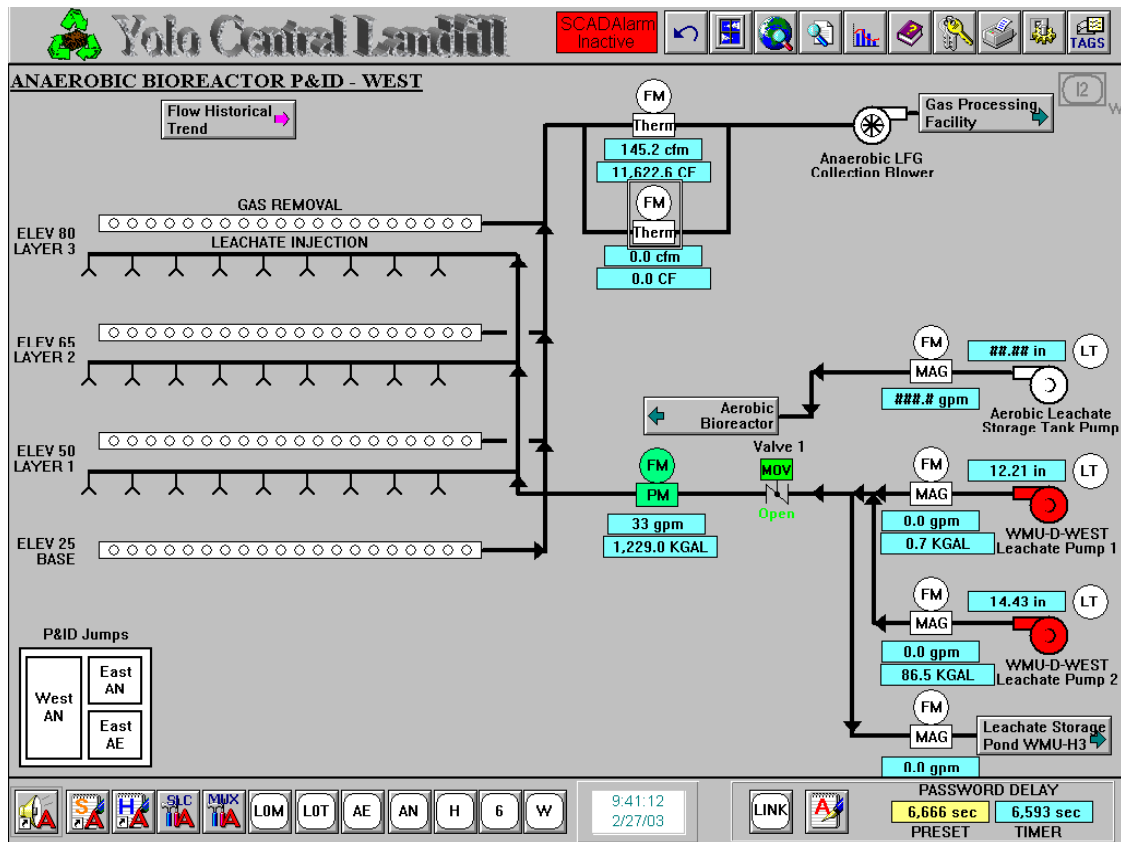 Yolo Central Landfill
SCADAlarm
Inactive
TAGS
ANAEROBIC BIOREACTOR P&ID - WEST
I2
W
Flow Historical
Trend
FM
Therm
145.2 cfm
11,622.6 CF
FM
Therm
0.0 cfm
0.0 CF
Gas Processing
Facility
Anaerobic LFG
Collection Blower
GAS REMOVAL
ELEV 80
LAYER 3
LEACHATE INJECTION
ELEV 65
LAYER 2
ELEV 50
LAYER 1
ELEV 25
BASE
FM
MAG
##.## in
LT
###.# gpm
Aerobic Leachate
Storage Tank Pump
Aerobic
Bioreactor
Valve 1
MOV
Open
FM
PM
33 gpm
1,229.0 KGAL
FM
MAG
12.21 in
LT
0.0 gpm
0.7 KGAL
WMU-D-WEST
Leachate Pump 1
FM
MAG
14.43 in
LT
0.0 gpm
86.5 KGAL
WMU-D-WEST
Leachate Pump 2
FM
MAG
0.0 gpm
Leachate Storage
Pond WMU-H3
P&ID Jumps
West
AN
East
AN
East
AE
A
S
A
H
A
SLC
A
MUX
A
LOM
LOT
AE
AN
H
6
W
9:41:12
2/27/03
LINK
A
PASSWORD DELAY
6,666 sec
6,593 sec
PRESET
TIMER